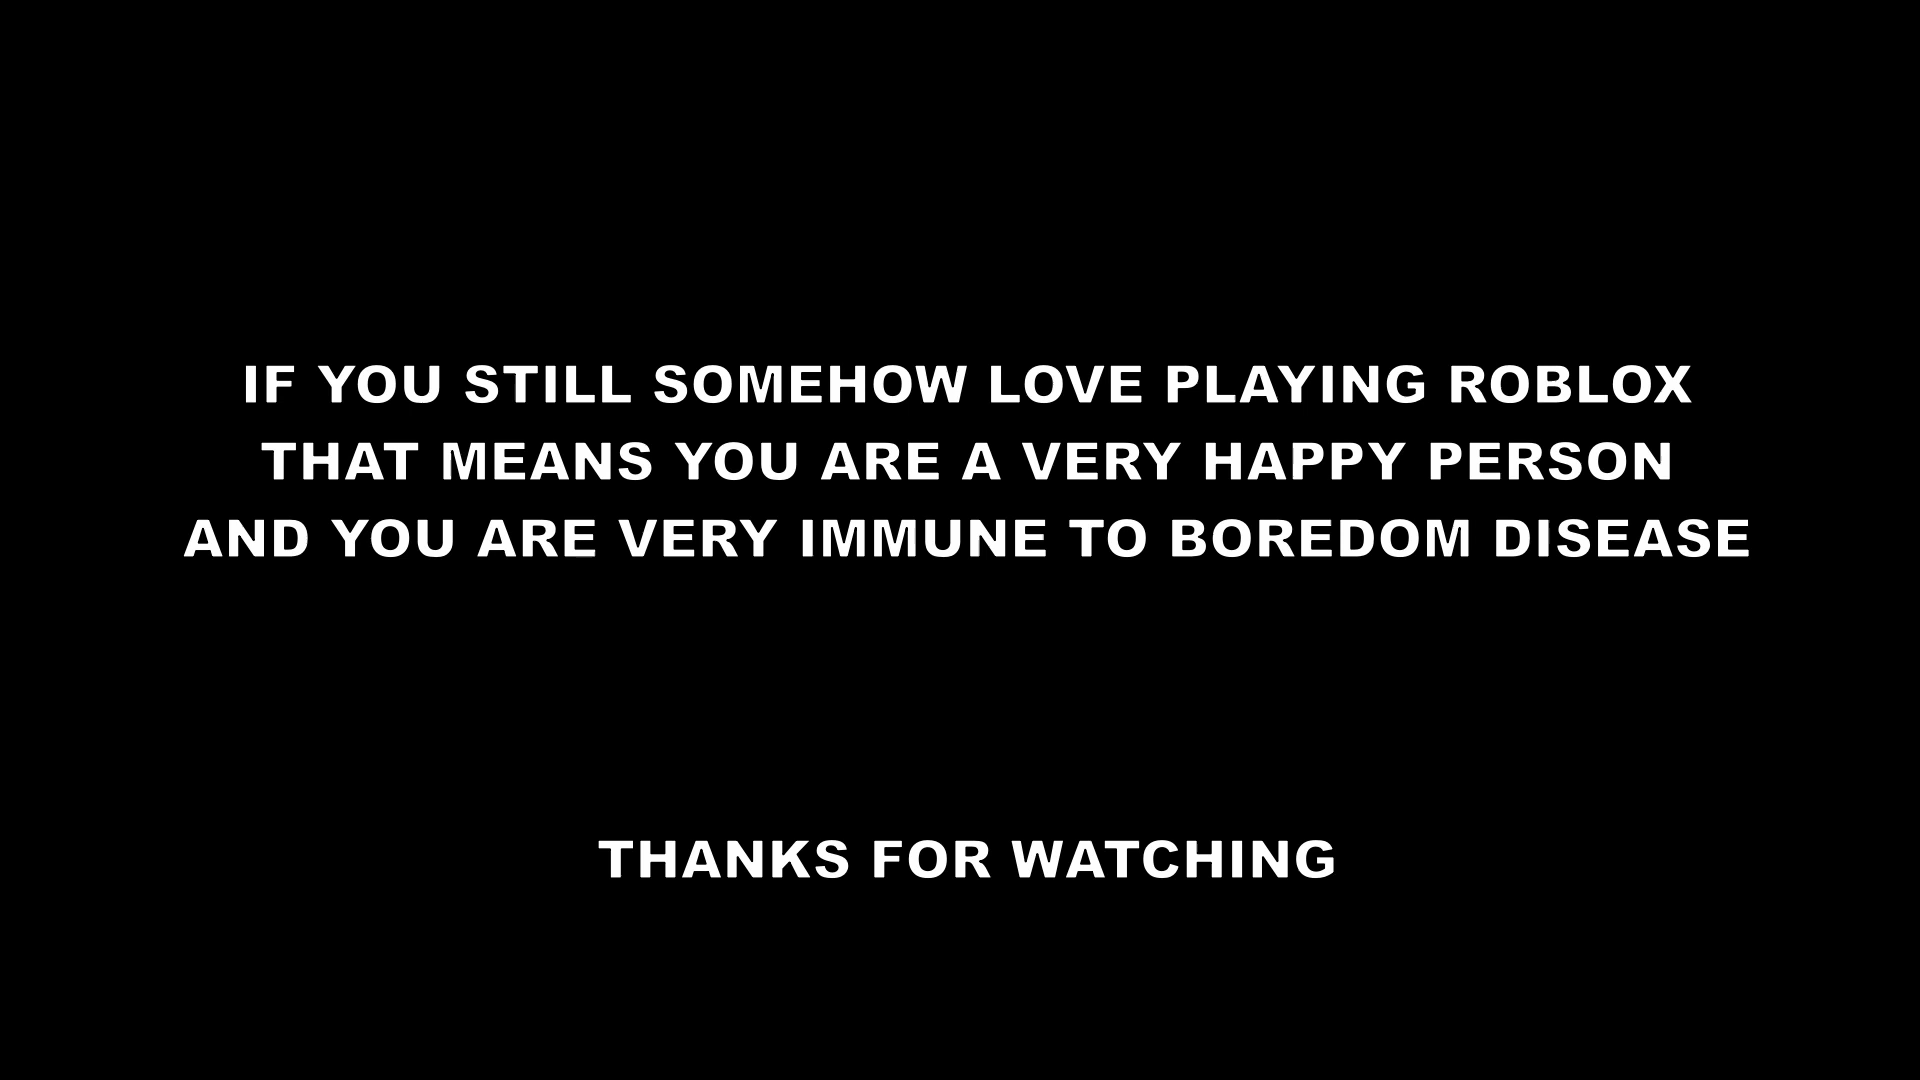 IF YOU STILL SOMEHOW LOVE PLAYING ROBLOX
THAT MEANS YOU ARE A VERY HAPPY PERSON
AND YOU ARE VERY IMMUNE TO BOREDOM DISEASE
THANKS FOR WATCHING